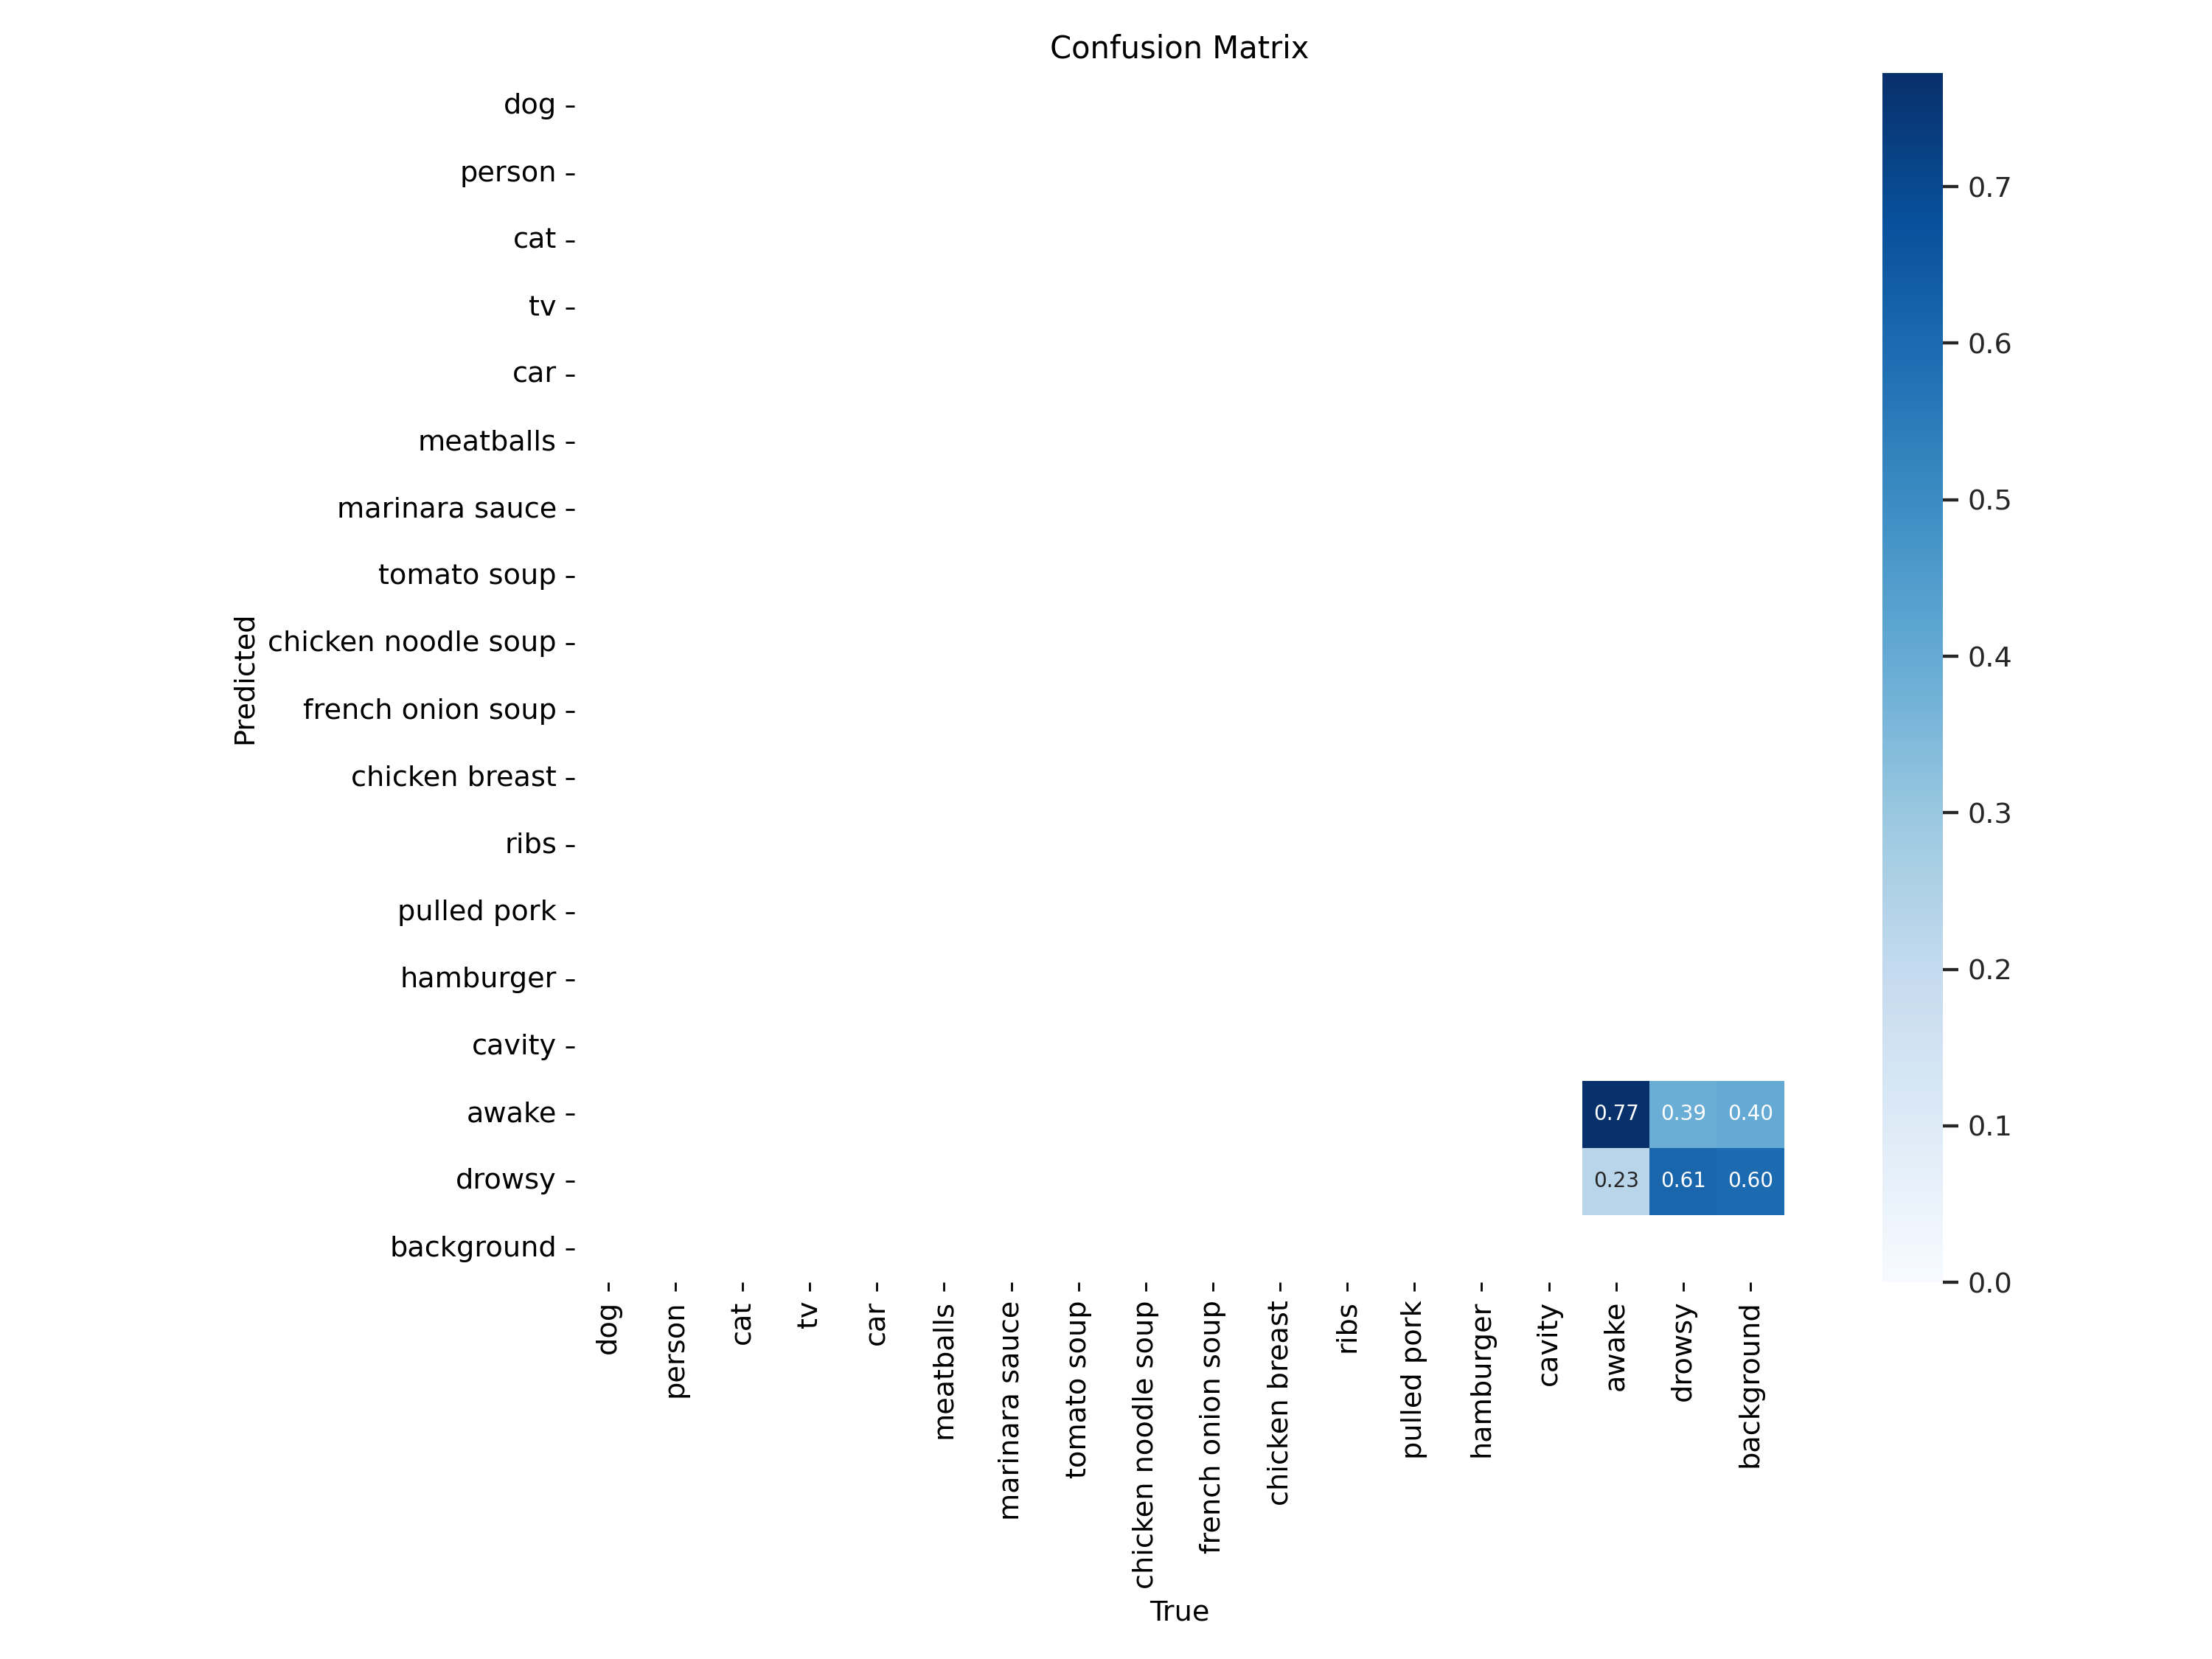 Confusion Matrix
dog
person
cat
tv
car
meatballs
marinara sauce
tomato soup
chicken noodle soup
french onion soup
chicken breast
ribs
pulled pork
hamburger
cavity
awake
drowsy
background
Predicted
0.77 0.39 0.40
0.23 0.61 0.60
dog
person
cat
tv
car
meatballs
marinara sauce
tomato soup
chicken noodle soup
french onion soup
chicken breast
ribs
pulled pork
hamburger
cavity
awake
drowsy
background
True
0.7
0.6
0.5
0.4
0.3
0.2
0.1
0.0